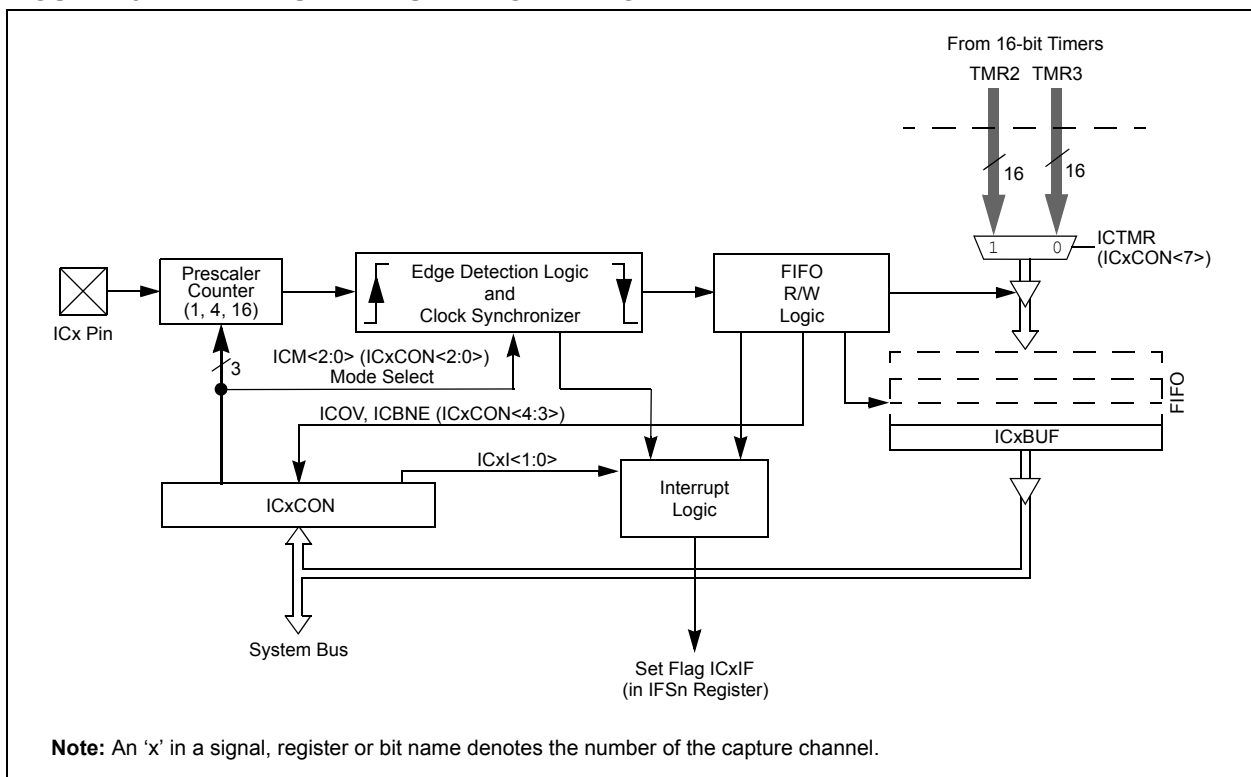 From 16-bit Timers
TMR2 TMR3
16 16
1 0
ICTMR
(ICxCON<7>)
Prescaler
Counter
(1, 4, 16)
Edge Detection Logic
and
Clock Synchronizer
FIFO
R/W
Logic
ICx Pin
3
ICM<2:0> (ICxCON<2:0>)
Mode Select
FIFO
ICOV, ICBNE (ICxCON<4:3>)
ICxBUF
ICxI<1:0>
ICxCON
Interrupt
Logic
System Bus
Set Flag ICxIF
(in IFSn Register)
Note: An ‘x’ in a signal, register or bit name denotes the number of the capture channel.